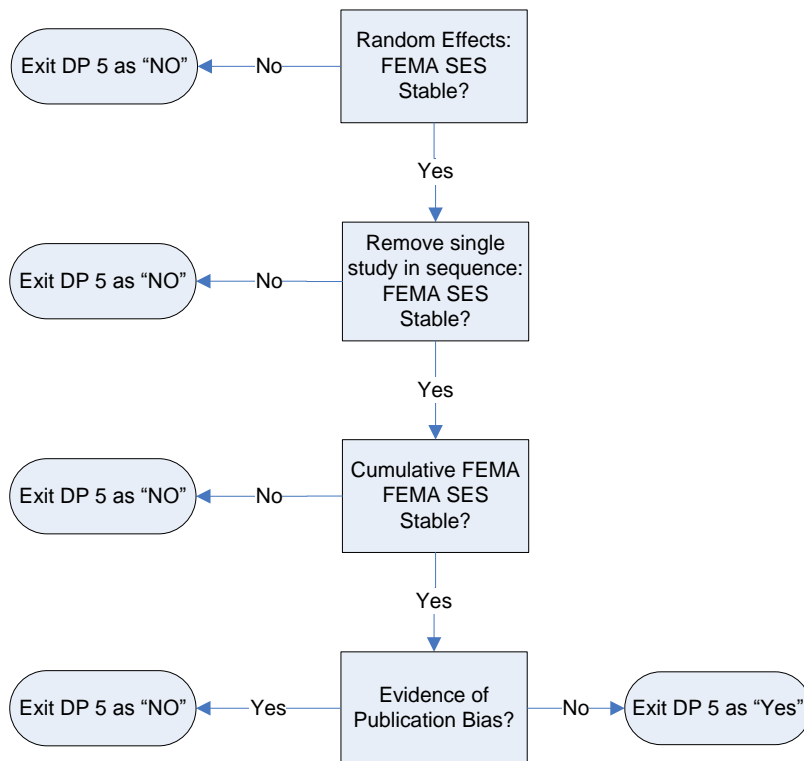 Random Effects:
FEMA SES
Stable?
Exit DP 5 as “NO”
No
Yes
Remove single
study in sequence:
FEMA SES
Stable?
Exit DP 5 as “NO”
No
Yes
Cumulative FEMA
FEMA SES
Stable?
Exit DP 5 as “NO”
No
Yes
Evidence of
Publication Bias?
Exit DP 5 as “NO”
Yes
No
Exit DP 5 as “Yes”